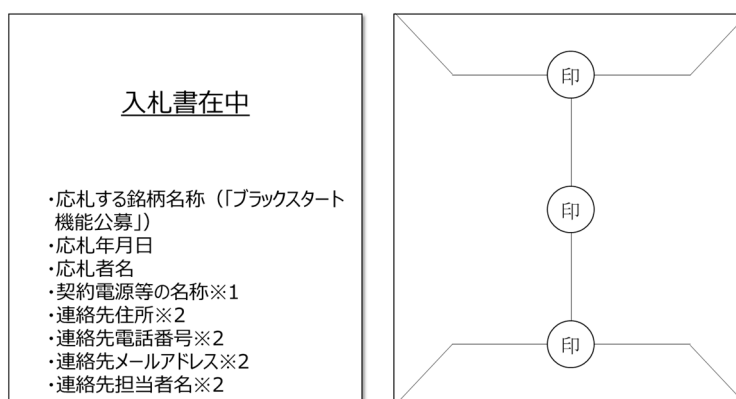 入札書在中
・応札する銘柄名称（「ブラックスタート
機能公募」）
・応札年月日
・応札者名
・契約電源等の名称※1
・連絡先住所※2
・連絡先電話番号※2
・連絡先メールアドレス※2
・連絡先担当者名※2
印
印
印